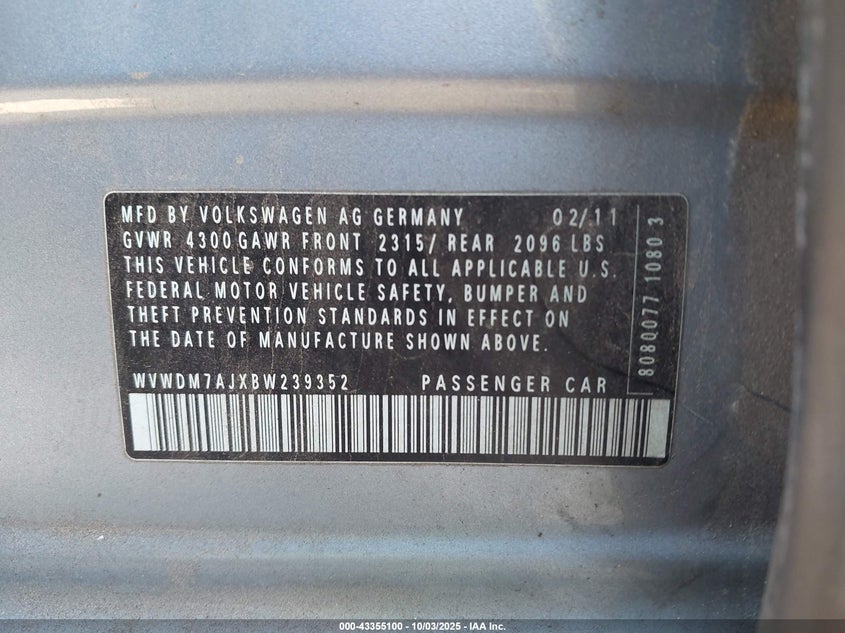 MFD BY VOLKSWAGEN AG GERMANY 02/11
GVWR 4300 GAWR FRONT 2315/ REAR 2096 LBS
THIS VEHICLE CONFORMS TO ALL APPLICABLE U.S.
FEDERAL MOTOR VEHICLE SAFETY, BUMPER AND
THEFT PREVENTION STANDARDS IN EFFECT ON
THE DATE OF MANUFACTURE SHOWN ABOVE.
WVWDM7AJXBW239352 PASSENGER CAR
8080077 1080 3
000-43355100 - 10/03/2025 - IAA Inc.